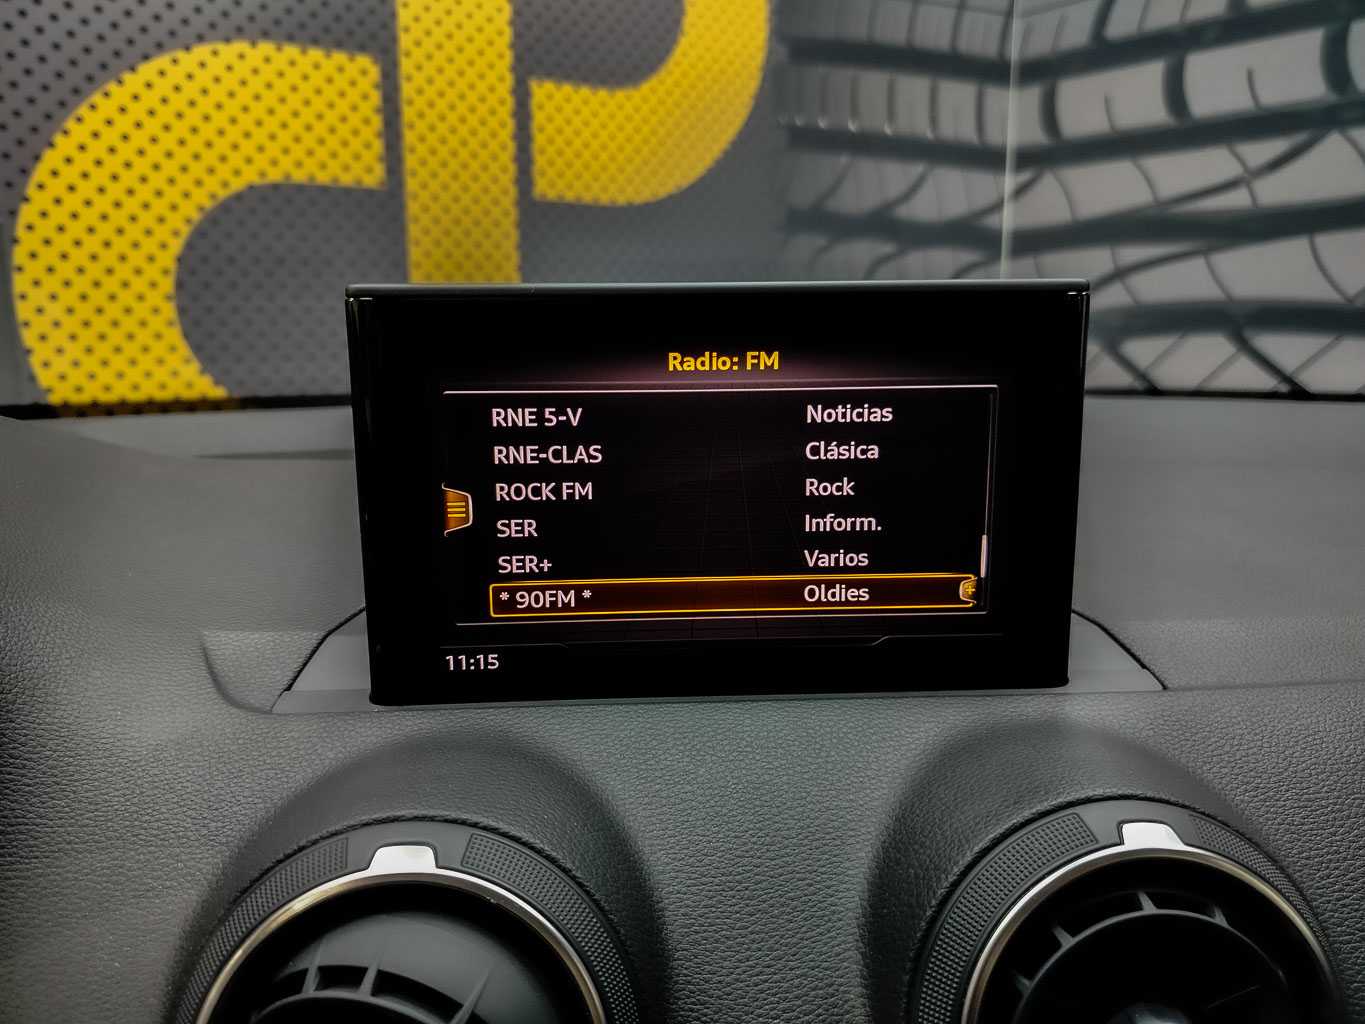 Radio: FM
RNE 5-V Noticias
RNE-CLAS Clásica
ROCK FM Rock
SER Inform.
SER+ Varios
* 90FM * Oldies
11:15